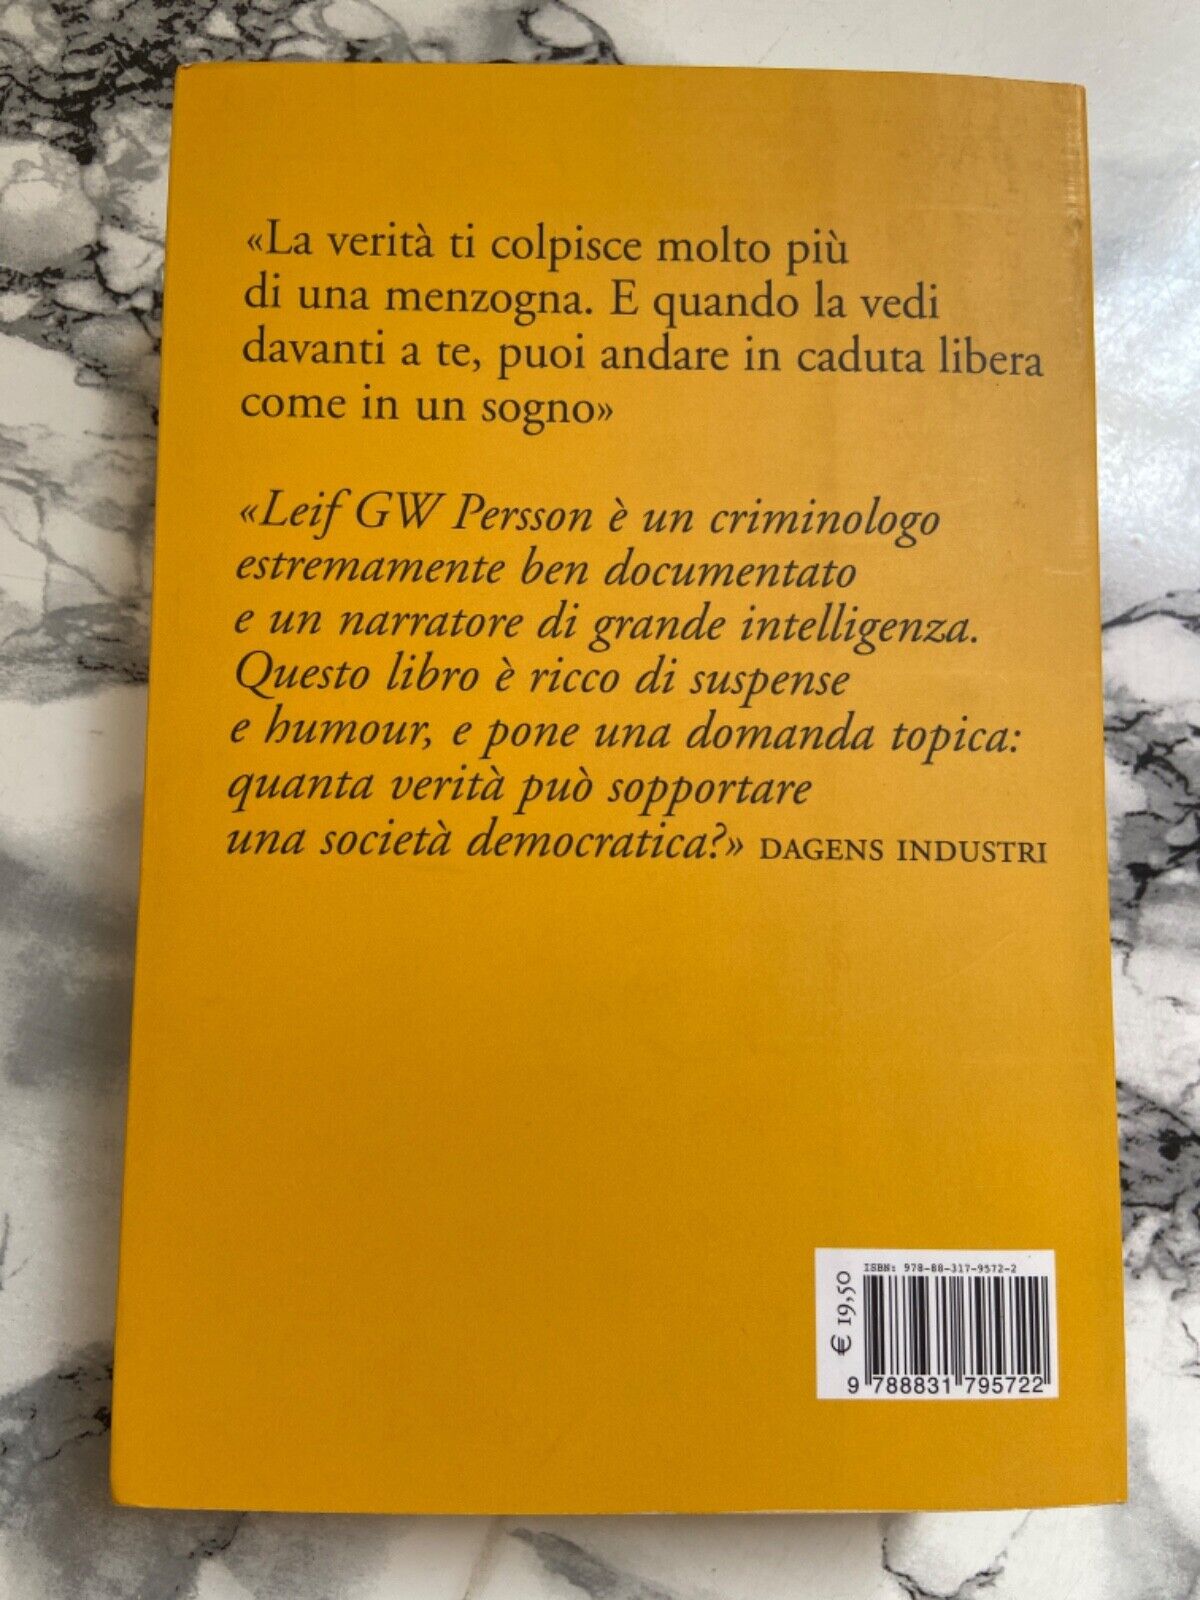 «La verità ti colpisce molto più
di una menzogna. E quando la vedi
davanti a te, puoi andare in caduta libera
come in un sogno»
«Leif GW Persson è un criminologo
estremamente ben documentato
e un narratore di grande intelligenza.
Questo libro è ricco di suspense
e humour, e pone una domanda topica:
quanta verità può sopportare
una società democratica?» DAGENS INDUSTRI
ISBN: 978-88-317-9572-2
€ 19,50
9 788831 795722